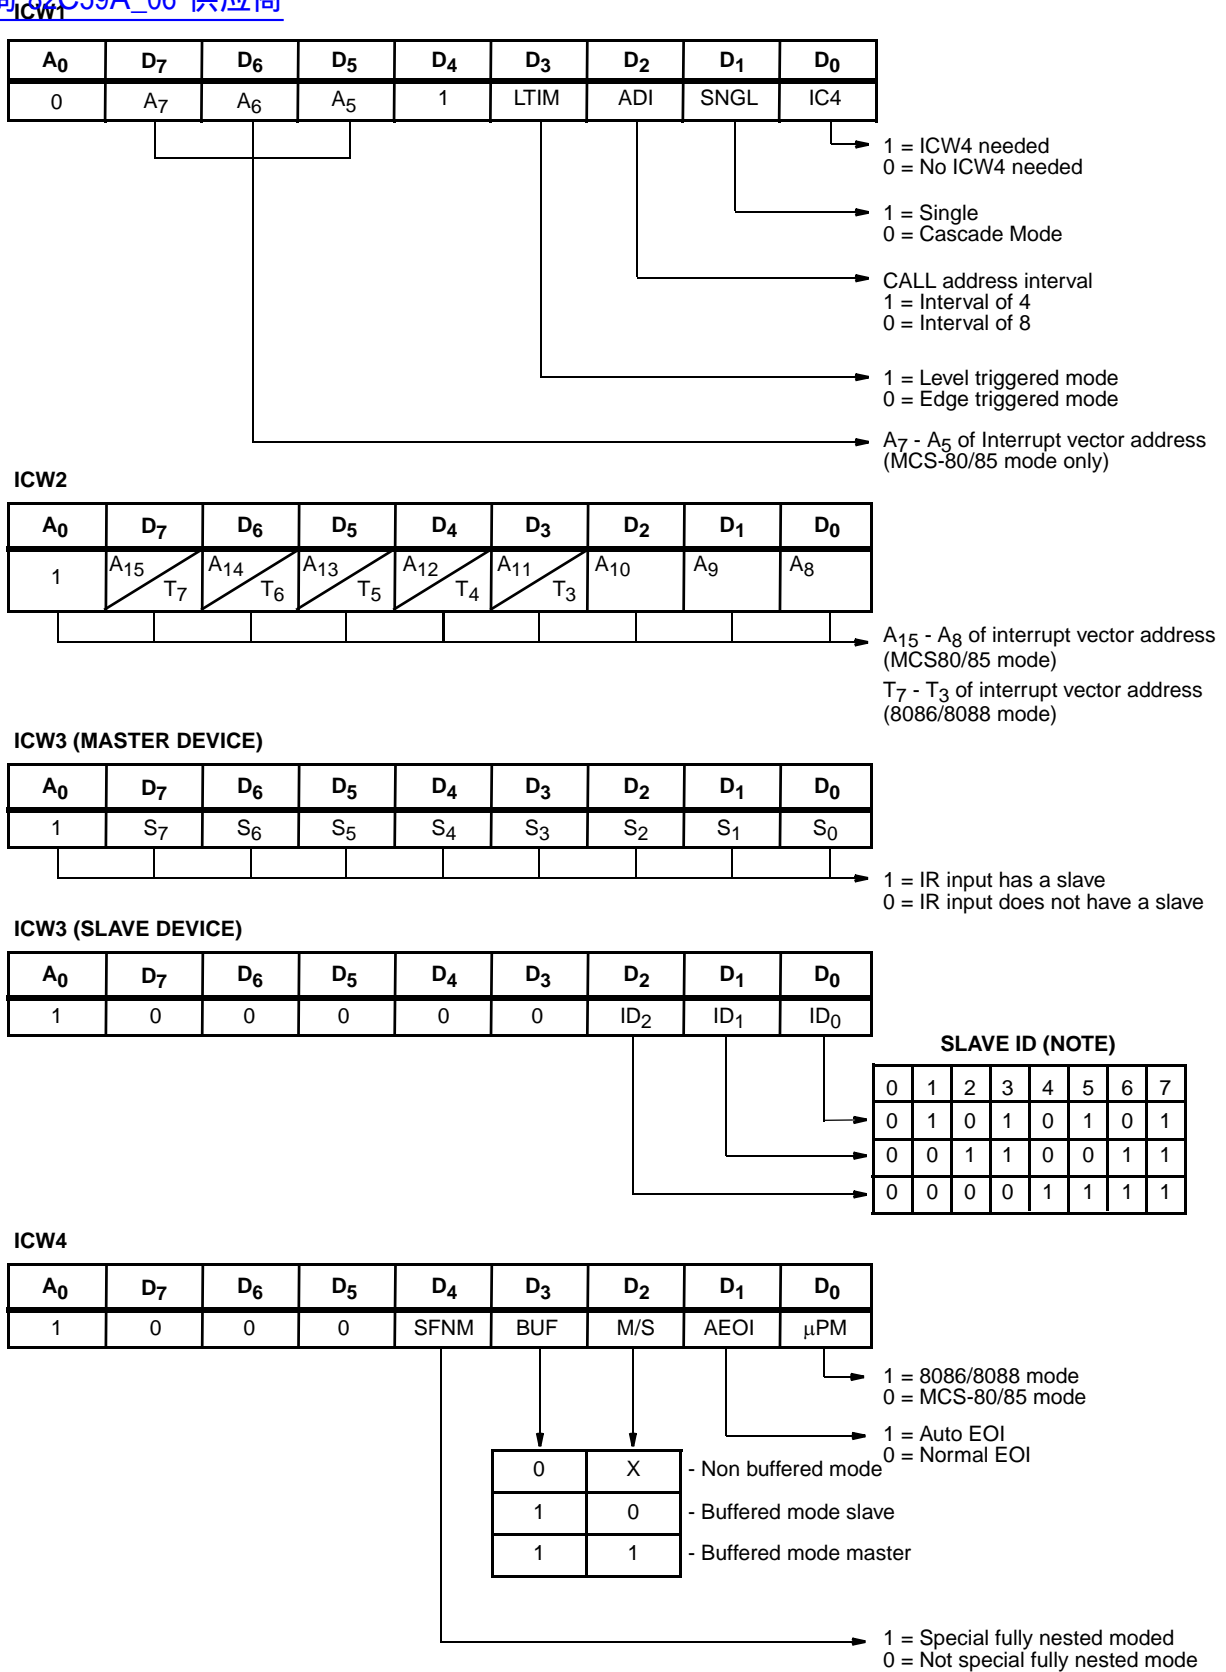 82C59A_06 供应商
ICW1
A0 D7 D6 D5 D4 D3 D2 D1 D0
0 A7 A6 A5 1 LTIM ADI SNGL IC4
1 = ICW4 needed
0 = No ICW4 needed
1 = Single
0 = Cascade Mode
CALL address interval
1 = Interval of 4
0 = Interval of 8
1 = Level triggered mode
0 = Edge triggered mode
A7 - A5 of Interrupt vector address
(MCS-80/85 mode only)
ICW2
A0 D7 D6 D5 D4 D3 D2 D1 D0
1 A15 T7 A14 T6 A13 T5 A12 T4 A11 T3 A10 A9 A8
A15 - A8 of interrupt vector address
(MCS80/85 mode)
T7 - T3 of interrupt vector address
(8086/8088 mode)
ICW3 (MASTER DEVICE)
A0 D7 D6 D5 D4 D3 D2 D1 D0
1 S7 S6 S5 S4 S3 S2 S1 S0
1 = IR input has a slave
0 = IR input does not have a slave
ICW3 (SLAVE DEVICE)
A0 D7 D6 D5 D4 D3 D2 D1 D0
1 0 0 0 0 0 ID2 ID1 ID0
SLAVE ID (NOTE)
0 1 2 3 4 5 6 7
0 1 0 1 0 1 0 1
0 0 1 1 0 0 1 1
0 0 0 0 1 1 1 1
ICW4
A0 D7 D6 D5 D4 D3 D2 D1 D0
1 0 0 0 SFNM BUF M/S AEOI μPM
1 = 8086/8088 mode
0 = MCS-80/85 mode
1 = Auto EOI
0 = Normal EOI
0 X - Non buffered mode
1 0 - Buffered mode slave
1 1 - Buffered mode master
1 = Special fully nested moded
0 = Not special fully nested mode